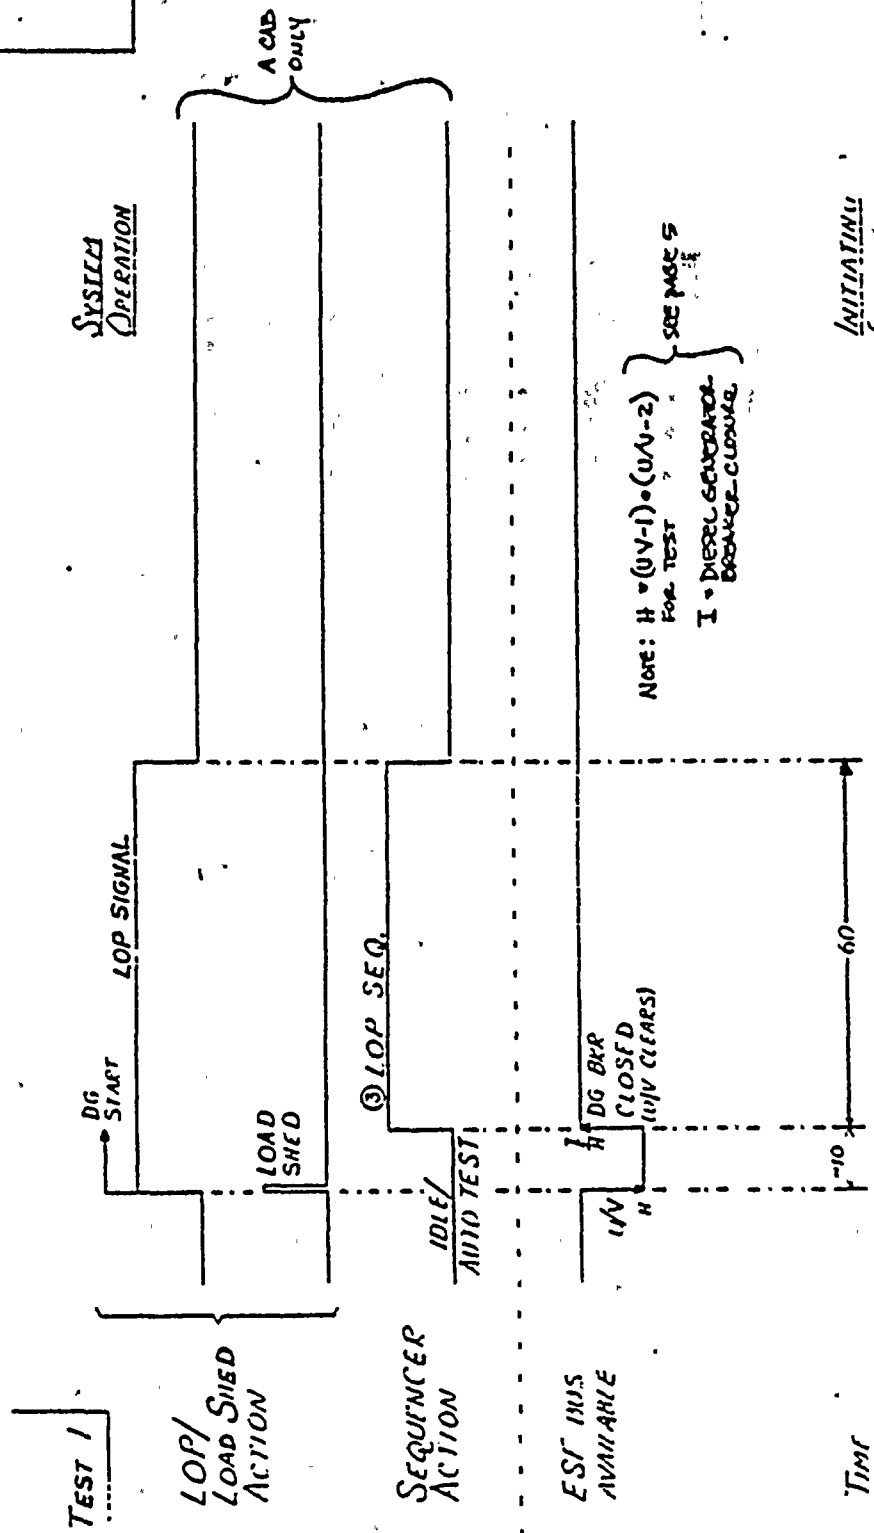 TEST 1
SYSTEM
OPERATION
A CAB
ONLY
LOP/
LOAD SHED
ACTION
DG
START
LOP SIGNAL
LOAD
SHED
SEQUENCER
ACTION
IDLE/
AUTO TEST
③ LOP SEQ.
ESF BUS
AVAILABLE
U/V
H
I
H
DG BKR
CLOSED
(U/V CLEARS)
NOTE: H = (UV-1)•(UV-2)
FOR TEST
I = DIESEL GENERATOR
BREAKER CLOSURE
SEE PAGE 5
TIME
~10
60
INITIATING